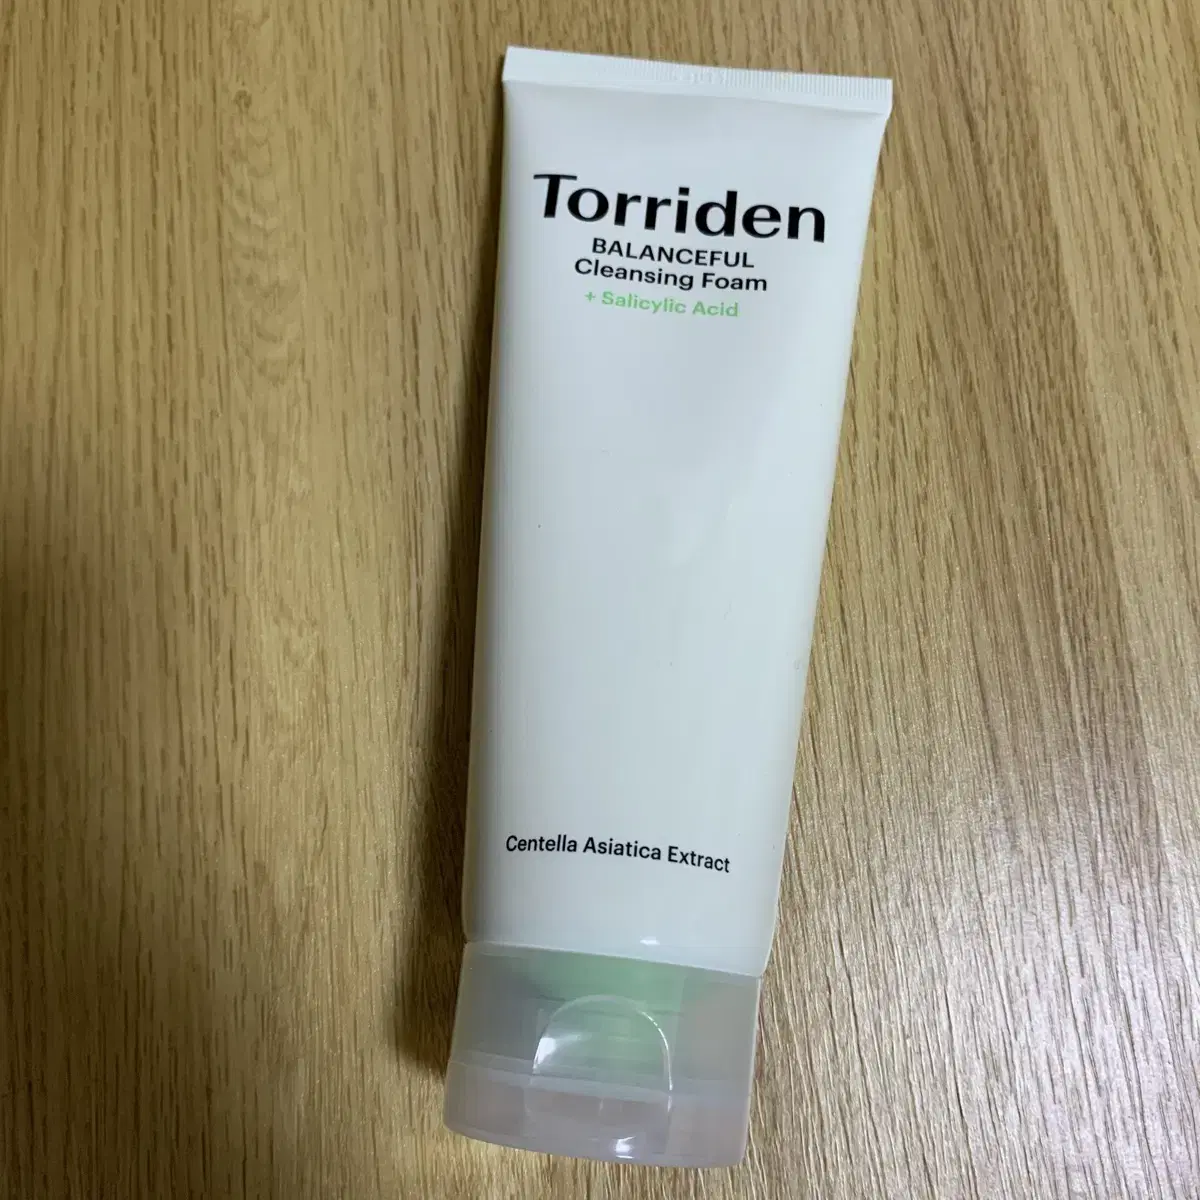 Torriden
BALANCEFUL
Cleansing Foam
+ Salicylic Acid
Centella Asiatica Extract